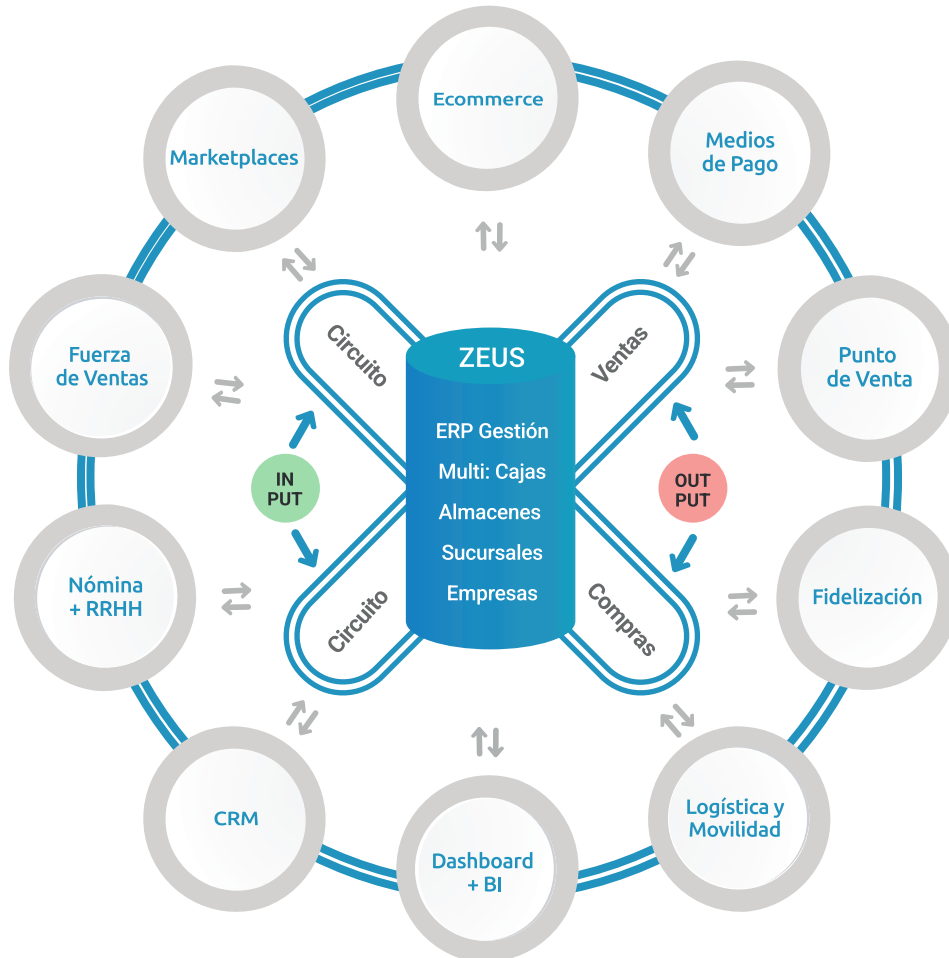 Ecommerce
Medios
de Pago
Marketplaces
Fuerza
de Ventas
Punto
de Venta
Circuito
Ventas
ZEUS
ERP Gestión
Multi: Cajas
Almacenes
Sucursales
Empresas
IN
PUT
OUT
PUT
Circuito
Compras
Nómina
+ RRHH
Fidelización
CRM
Logística y
Movilidad
Dashboard
+ BI